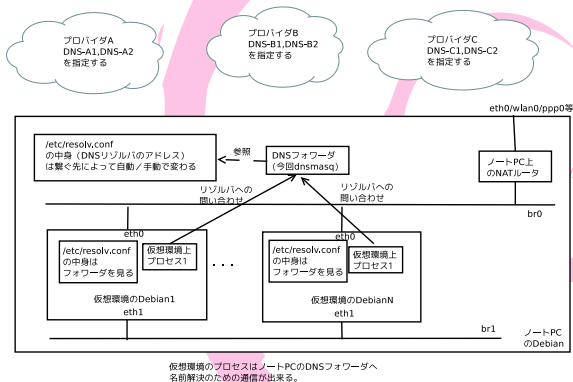 プロバイダA
DNS-A1,DNS-A2
を指定する
プロバイダB
DNS-B1,DNS-B2
を指定する
プロバイダC
DNS-C1,DNS-C2
を指定する
eth0/wlan0/ppp0等
/etc/resolv.conf
の中身（DNSリゾルバのアドレス）
は繋ぐ先によって自動／手動で変わる
参照
DNSフォワーダ
（今回dnsmasq）
ノートPC上
のNATルータ
リゾルバへの
問い合わせ
リゾルバへの
問い合わせ
br0
eth0
/etc/resolv.conf
の中身は
フォワーダを見る
仮想環境上
プロセス1
仮想環境のDebian1
eth1
. . .
eth0
/etc/resolv.conf
の中身は
フォワーダを見る
仮想環境上
プロセス1
仮想環境のDebianN
eth1
br1
ノートPC
のDebian
仮想環境のプロセスはノートPCのDNSフォワーダへ
名前解決のための通信が出来る。